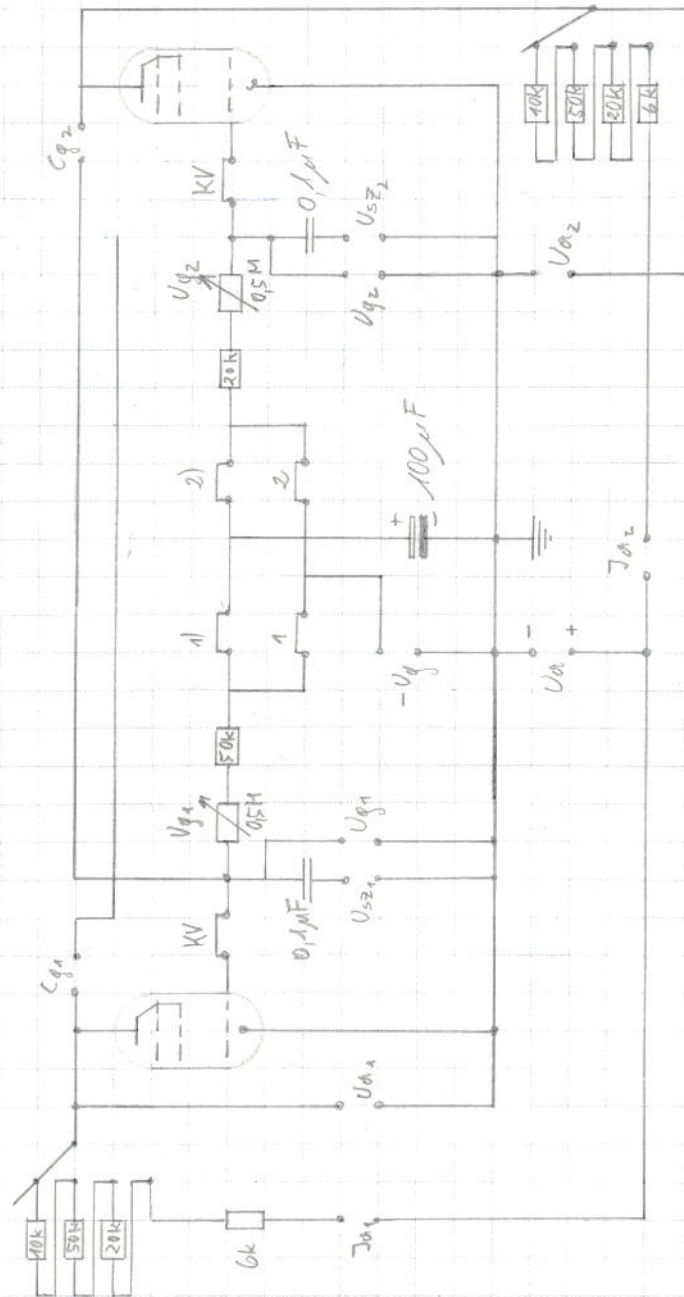 10k
50k
20k
6k
Cg2
KV
0,1µF
Usz2
Ug2
0,5M
Ug2
Ua2
20k
2)
2
+
-
100µF
1)
1
-Ug
-
+
Ua
Ja2
50k
Ug1
0,5M
Ug1
0,1µF
Usz1
KV
Cg1
Ua1
10k
50k
20k
6k
Ja1